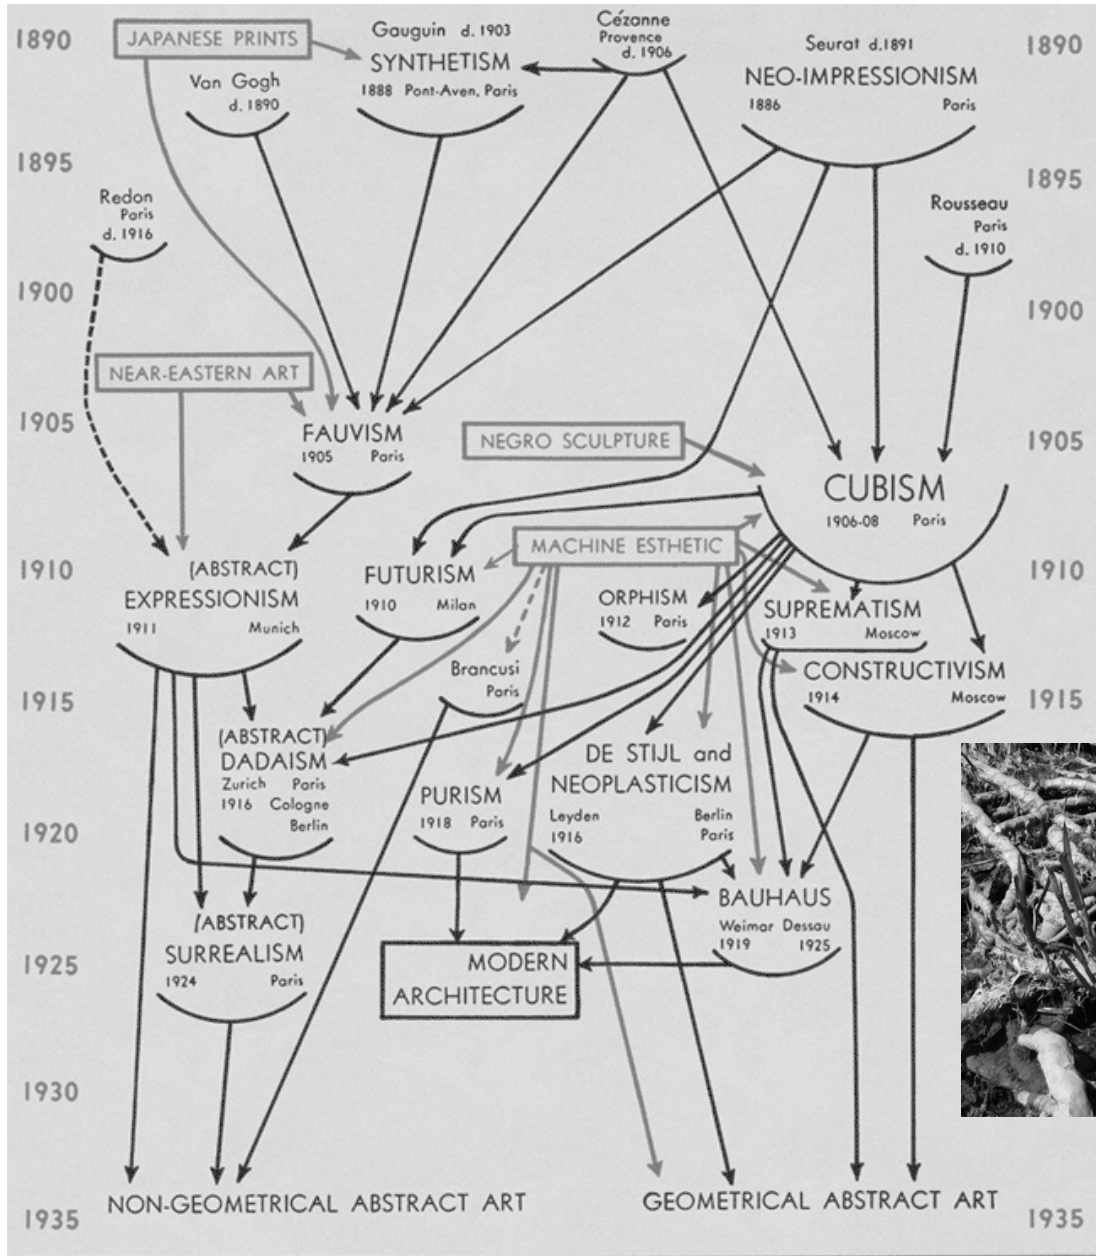 1890
JAPANESE PRINTS
Gauguin d. 1903
SYNTHETISM
1888 Pont-Aven, Paris
Cézanne
Provence
d. 1906
Seurat d.1891
NEO-IMPRESSIONISM
1886 Paris
1890
Van Gogh
d. 1890
1895
1895
Redon
Paris
d. 1916
Rousseau
Paris
d. 1910
1900
1900
NEAR-EASTERN ART
1905
FAUVISM
1905 Paris
NEGRO SCULPTURE
1905
CUBISM
1906-08 Paris
MACHINE ESTHETIC
1910
(ABSTRACT)
EXPRESSIONISM
1911 Munich
FUTURISM
1910 Milan
ORPHISM
1912 Paris
SUPREMATISM
1913 Moscow
1910
Brancusi
Paris
CONSTRUCTIVISM
1914 Moscow
1915
1915
(ABSTRACT)
DADAISM
Zurich Paris
1916 Cologne
Berlin
PURISM
1918 Paris
DE STIJL and
NEOPLASTICISM
Leyden Berlin
1916 Paris
1920
BAUHAUS
Weimar Dessau
1919 1925
(ABSTRACT)
SURREALISM
1924 Paris
MODERN
ARCHITECTURE
1925
1930
NON-GEOMETRICAL ABSTRACT ART
GEOMETRICAL ABSTRACT ART
1935
1935